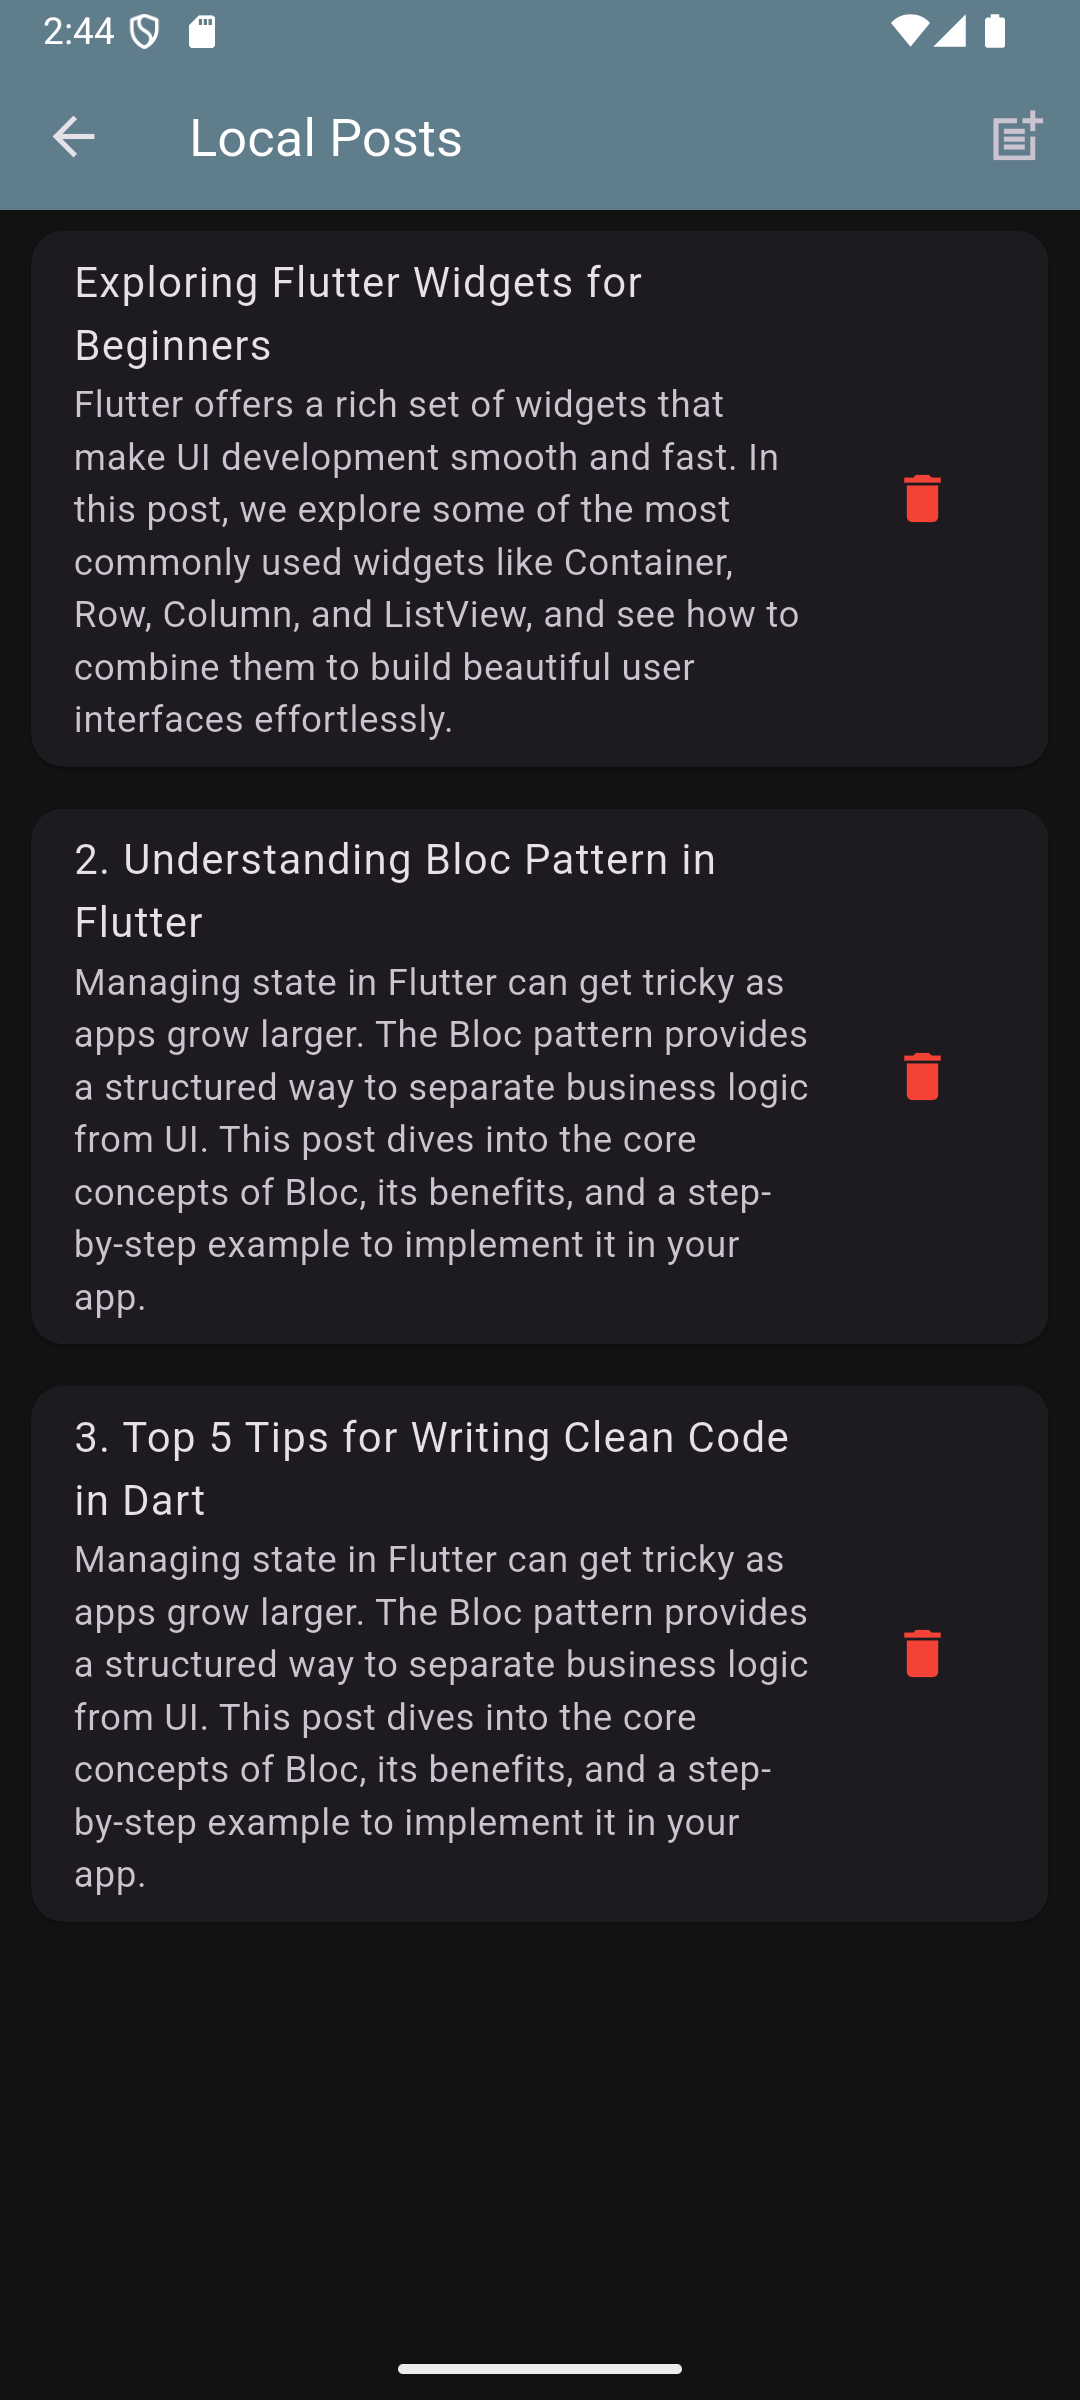 2:44
Local Posts
Exploring Flutter Widgets for
Beginners
Flutter offers a rich set of widgets that
make UI development smooth and fast. In
this post, we explore some of the most
commonly used widgets like Container,
Row, Column, and ListView, and see how to
combine them to build beautiful user
interfaces effortlessly.
2. Understanding Bloc Pattern in
Flutter
Managing state in Flutter can get tricky as
apps grow larger. The Bloc pattern provides
a structured way to separate business logic
from UI. This post dives into the core
concepts of Bloc, its benefits, and a step-
by-step example to implement it in your
app.
3. Top 5 Tips for Writing Clean Code
in Dart
Managing state in Flutter can get tricky as
apps grow larger. The Bloc pattern provides
a structured way to separate business logic
from UI. This post dives into the core
concepts of Bloc, its benefits, and a step-
by-step example to implement it in your
app.